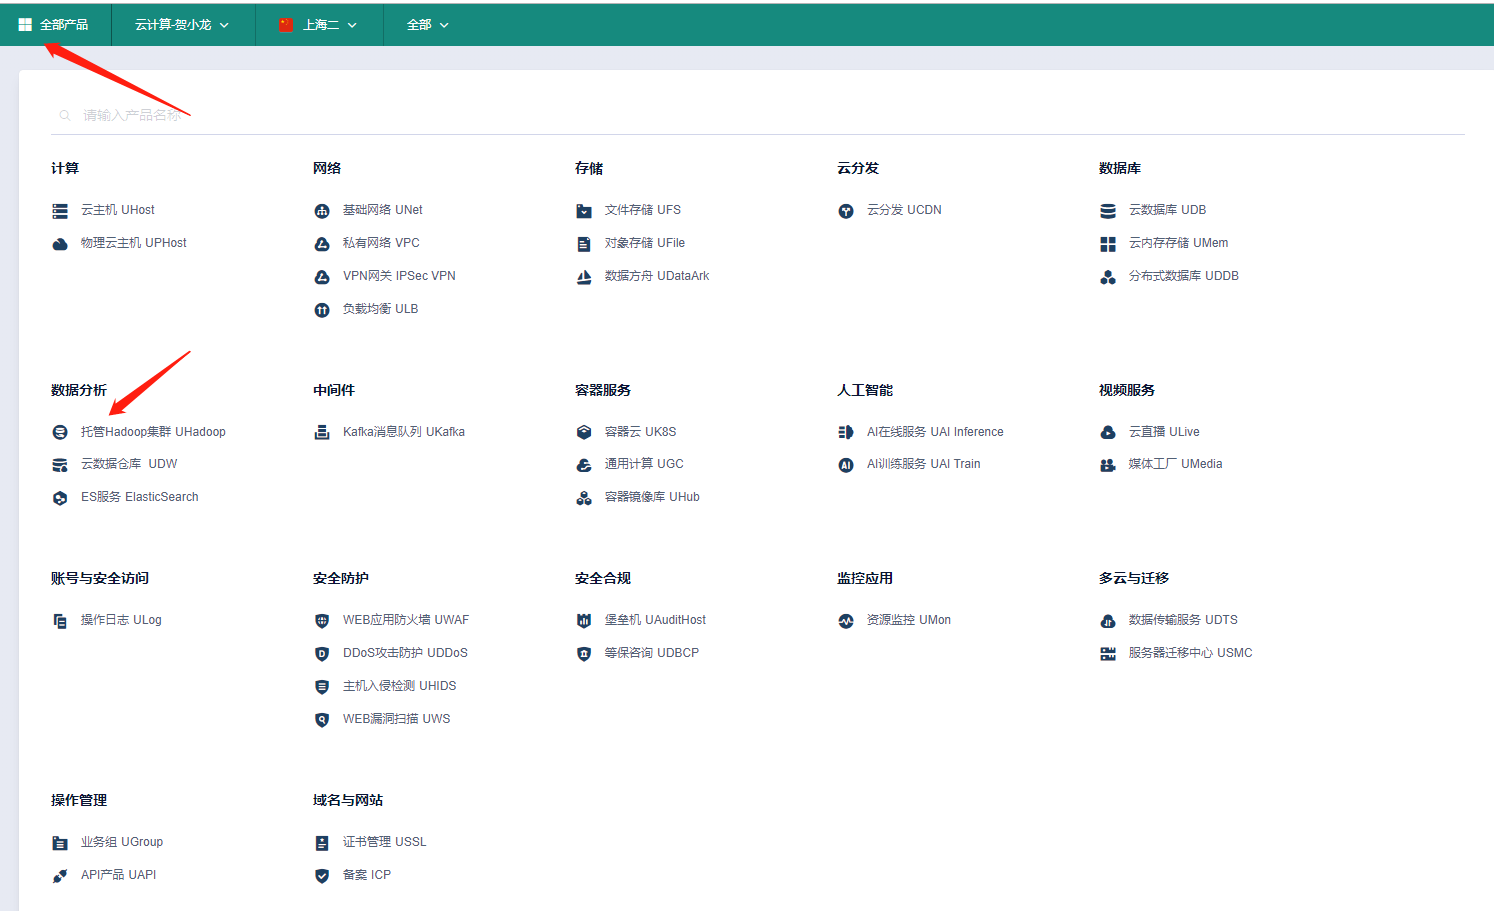 全部产品 云计算-贺小龙 上海二 全部
请输入产品名称
计算 网络 存储 云分发 数据库
云主机 UHost 基础网络 UNet 文件存储 UFS 云分发 UCDN 云数据库 UDB
物理云主机 UPHost 私有网络 VPC 对象存储 UFile 云内存存储 UMem
VPN网关 IPSec VPN 数据方舟 UDataArk 分布式数据库 UDDB
负载均衡 ULB
数据分析 中间件 容器服务 人工智能 视频服务
托管Hadoop集群 UHadoop Kafka消息队列 UKafka 容器云 UK8S AI在线服务 UAI Inference 云直播 ULive
云数据仓库 UDW 通用计算 UGC AI训练服务 UAI Train 媒体工厂 UMedia
ES服务 ElasticSearch 容器镜像库 UHub
账号与安全访问 安全防护 安全合规 监控应用 多云与迁移
操作日志 ULog WEB应用防火墙 UWAF 堡垒机 UAuditHost 资源监控 UMon 数据传输服务 UDTS
DDoS攻击防护 UDDoS 等保咨询 UDBCP 服务器迁移中心 USMC
主机入侵检测 UHIDS
WEB漏洞扫描 UWS
操作管理 域名与网站
业务组 UGroup 证书管理 USSL
API产品 UAPI 备案 ICP